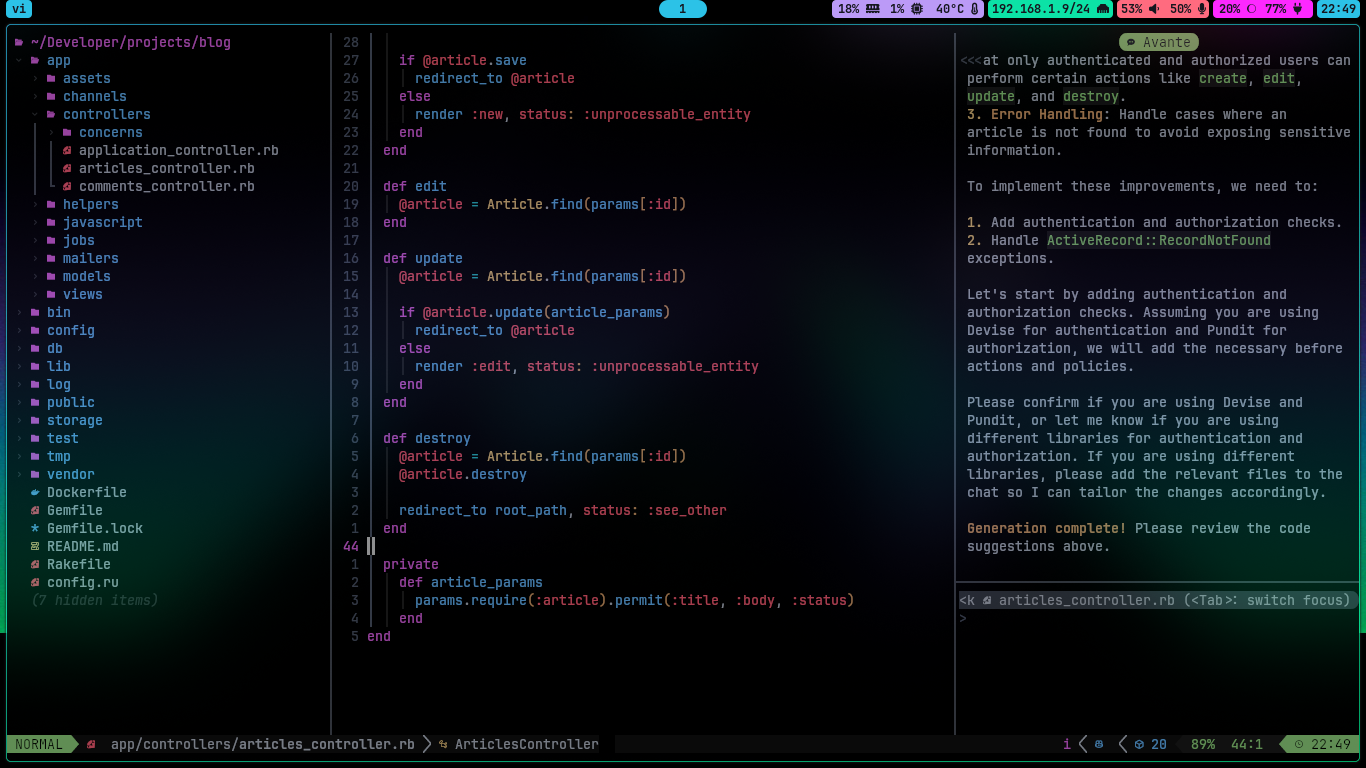 vi
1
18% 1% 40°C 192.168.1.9/24 53% 50% 20% 77% 22:49
~/Developer/projects/blog
app
assets
channels
controllers
concerns
application_controller.rb
articles_controller.rb
comments_controller.rb
helpers
javascript
jobs
mailers
models
views
bin
config
db
lib
log
public
storage
test
tmp
vendor
Dockerfile
Gemfile
Gemfile.lock
README.md
Rakefile
config.ru
(7 hidden items)
28
27 if @article.save
26 redirect_to @article
25 else
24 render :new, status: :unprocessable_entity
23 end
22 end
21
20 def edit
19 @article = Article.find(params[:id])
18 end
17
16 def update
15 @article = Article.find(params[:id])
14
13 if @article.update(article_params)
12 redirect_to @article
11 else
10 render :edit, status: :unprocessable_entity
9 end
8 end
7
6 def destroy
5 @article = Article.find(params[:id])
4 @article.destroy
3
2 redirect_to root_path, status: :see_other
1 end
44
1 private
2 def article_params
3 params.require(:article).permit(:title, :body, :status)
4 end
5 end
Avante
<<<at only authenticated and authorized users can
perform certain actions like create, edit,
update, and destroy.
3. Error Handling: Handle cases where an
article is not found to avoid exposing sensitive
information.
To implement these improvements, we need to:
1. Add authentication and authorization checks.
2. Handle ActiveRecord::RecordNotFound
exceptions.
Let's start by adding authentication and
authorization checks. Assuming you are using
Devise for authentication and Pundit for
authorization, we will add the necessary before
actions and policies.
Please confirm if you are using Devise and
Pundit, or let me know if you are using
different libraries for authentication and
authorization. If you are using different
libraries, please add the relevant files to the
chat so I can tailor the changes accordingly.
Generation complete! Please review the code
suggestions above.
<k articles_controller.rb (<Tab>: switch focus)
>
NORMAL app/controllers/articles_controller.rb ArticlesController i 20 89% 44:1 22:49